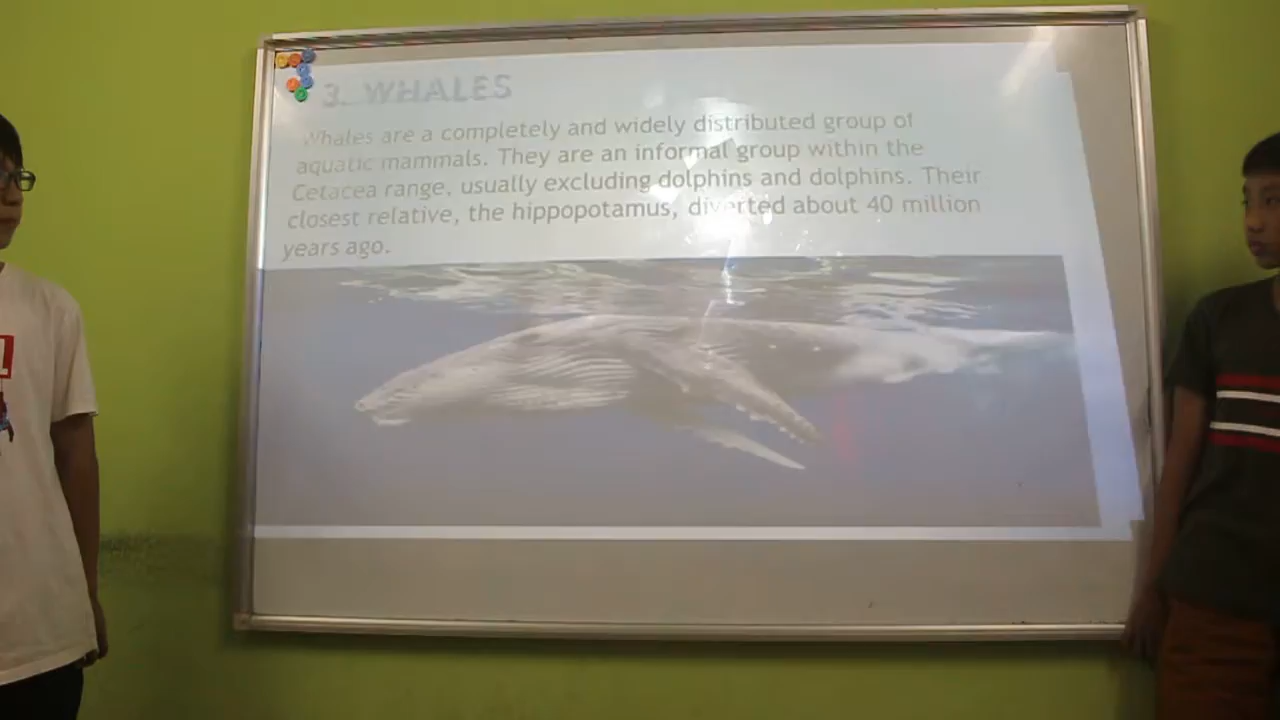 3. WHALES
Whales are a completely and widely distributed group of
aquatic mammals. They are an informal group within the
Cetacea range, usually excluding dolphins and dolphins. Their
closest relative, the hippopotamus, diverted about 40 million
years ago.